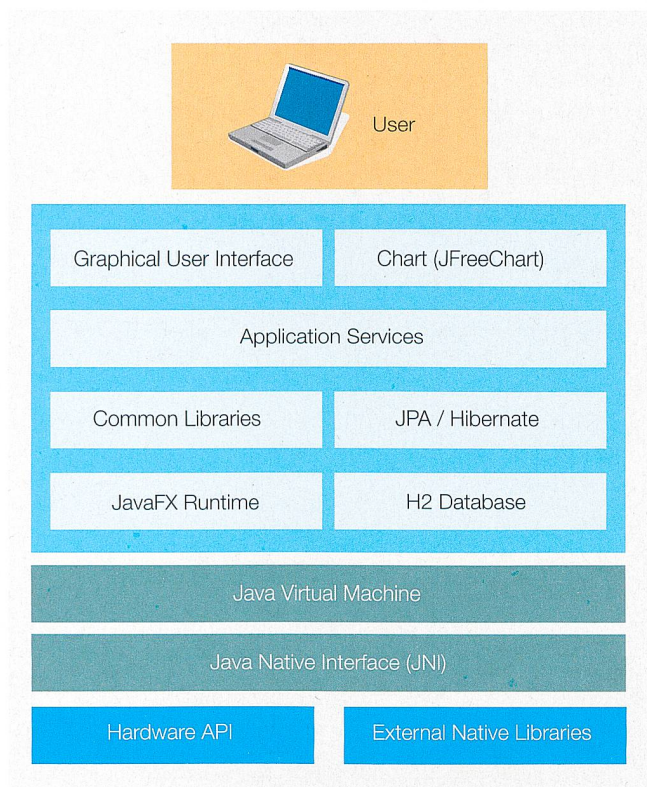 User
Graphical User Interface
Chart (JFreeChart)
Application Services
Common Libraries
JPA / Hibernate
JavaFX Runtime
H2 Database
Java Virtual Machine
Java Native Interface (JNI)
Hardware API
External Native Libraries